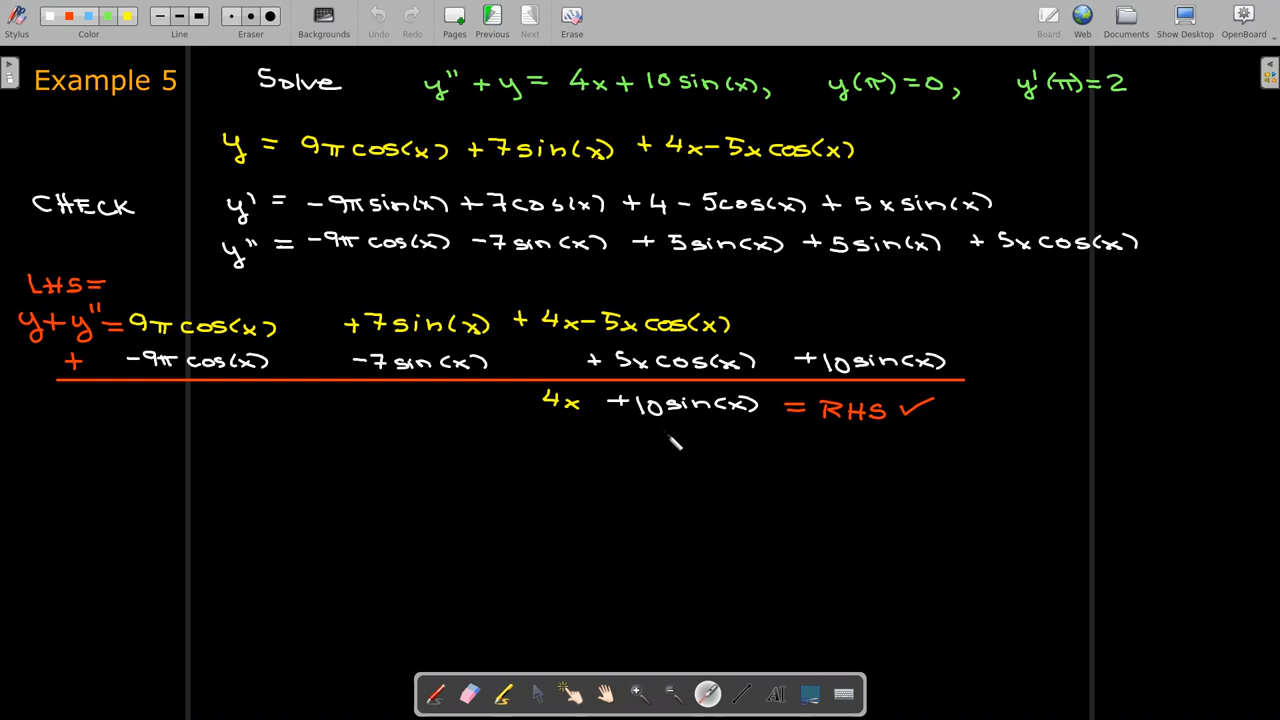 Stylus Color Line Eraser Backgrounds Undo Redo Pages Previous Next Erase Board Web Documents Show Desktop OpenBoard
Example 5 Solve y'' + y = 4x + 10 sin(x), y(π)=0, y'(π)=2
y = 9π cos(x) + 7 sin(x) + 4x - 5x cos(x)
CHECK y' = -9π sin(x) + 7 cos(x) + 4 - 5 cos(x) + 5x sin(x)
y'' = -9π cos(x) - 7 sin(x) + 5 sin(x) + 5 sin(x) + 5x cos(x)
LHS =
y + y'' = 9π cos(x) + 7 sin(x) + 4x - 5x cos(x)
+ -9π cos(x) - 7 sin(x) + 5x cos(x) + 10 sin(x)
4x + 10 sin(x) = RHS ✓
AI